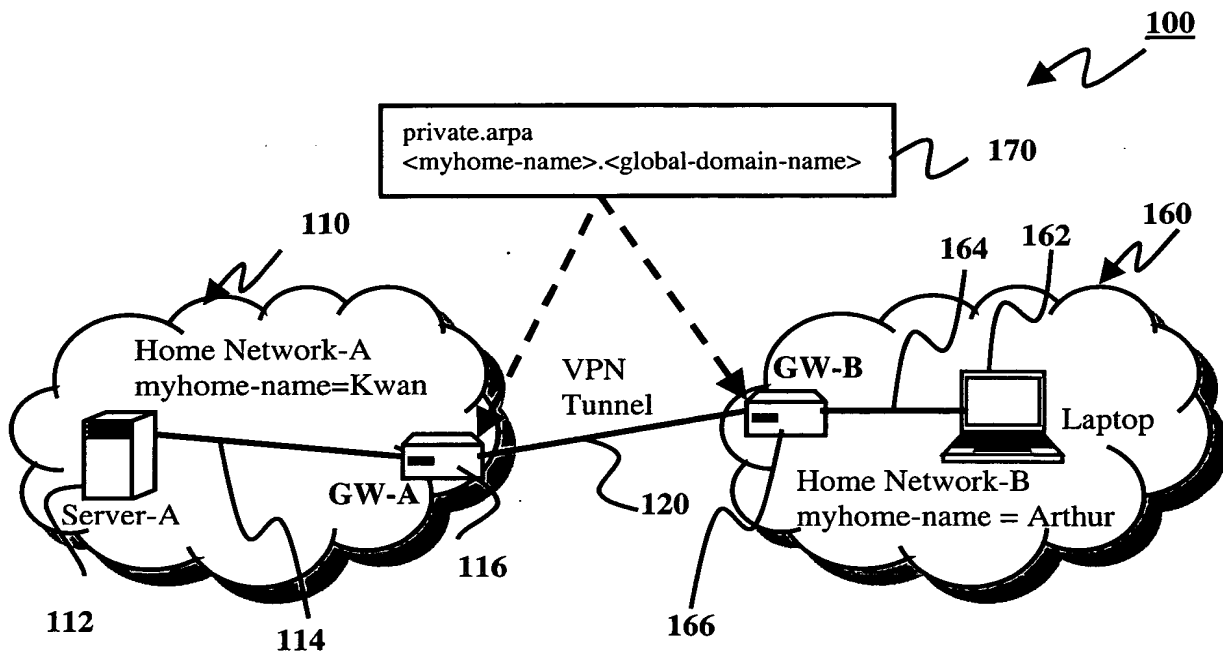 100
private.arpa
<myhome-name>.<global-domain-name>
170
110
160
162
164
Home Network-A
myhome-name=Kwan
VPN
Tunnel
GW-B
Laptop
GW-A
Server-A
120
Home Network-B
myhome-name = Arthur
116
112
114
166